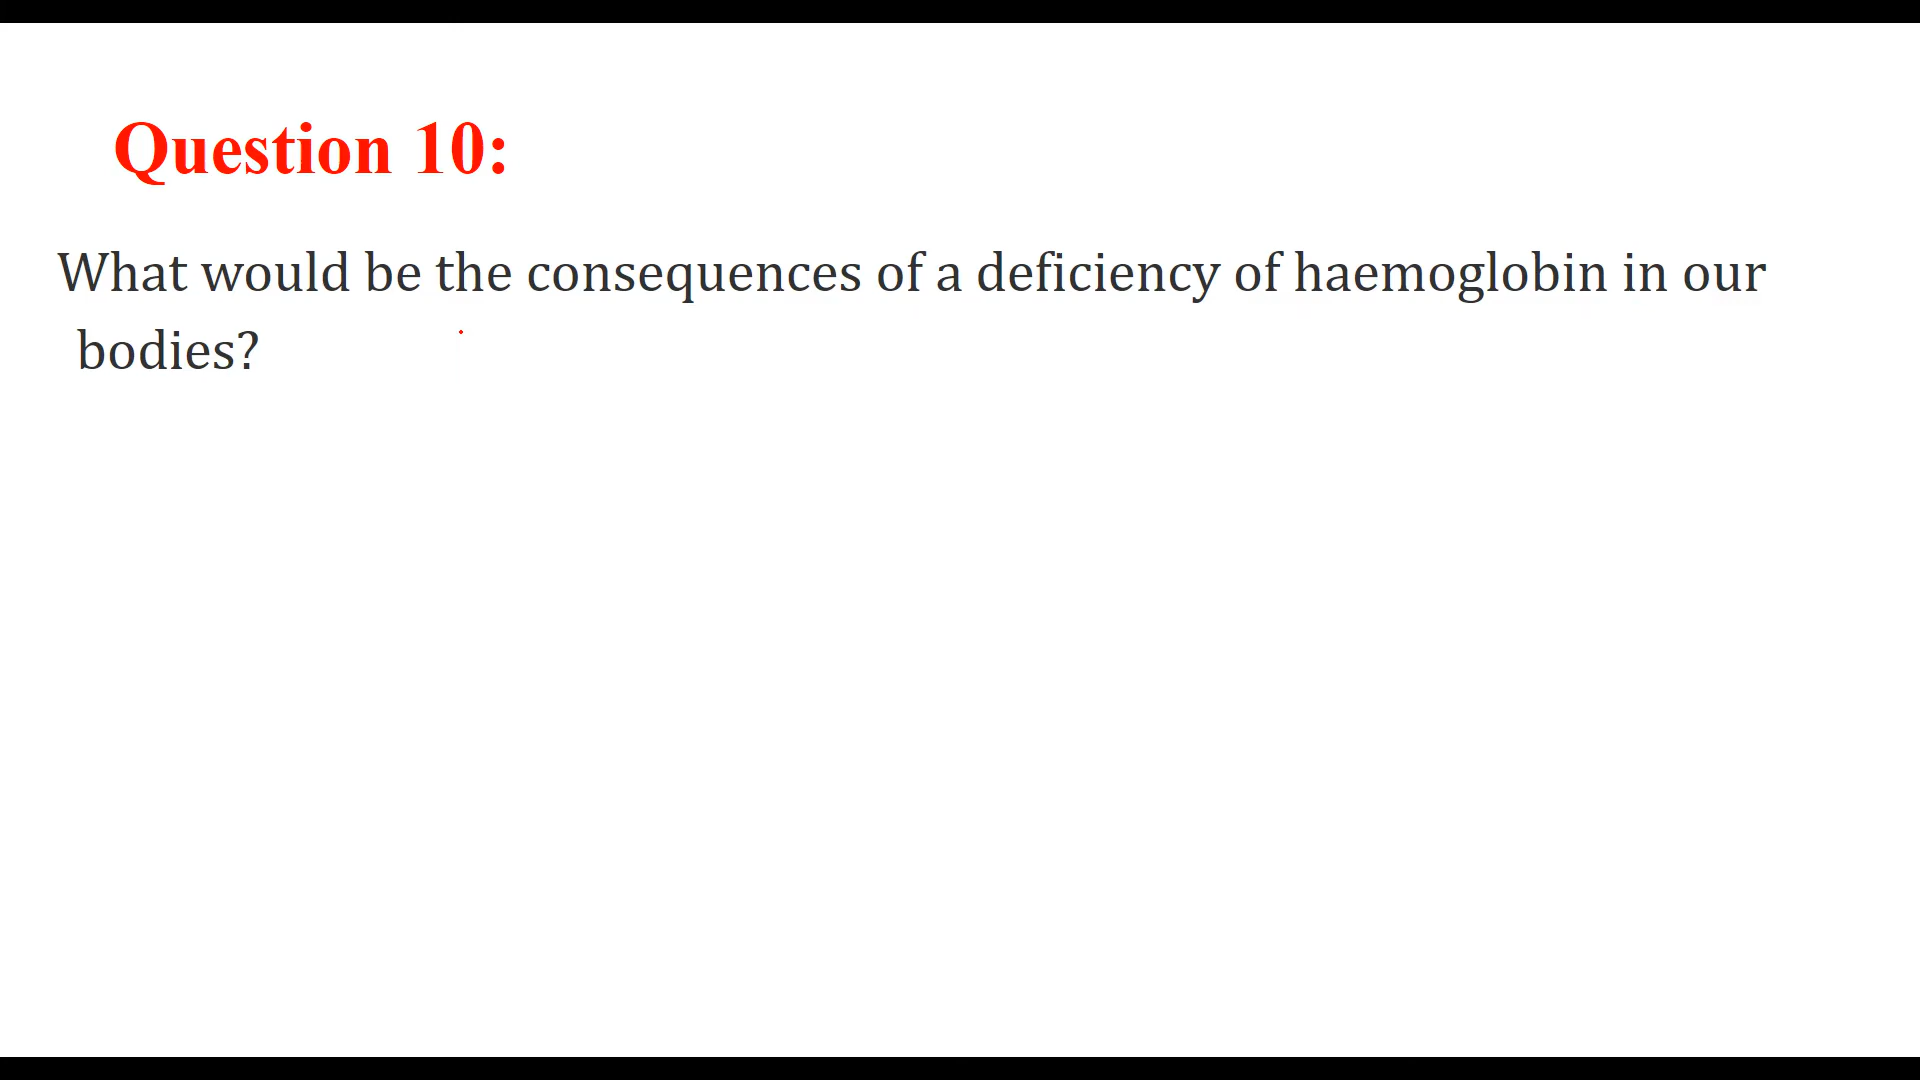 Question 10:
What would be the consequences of a deficiency of haemoglobin in our
bodies?